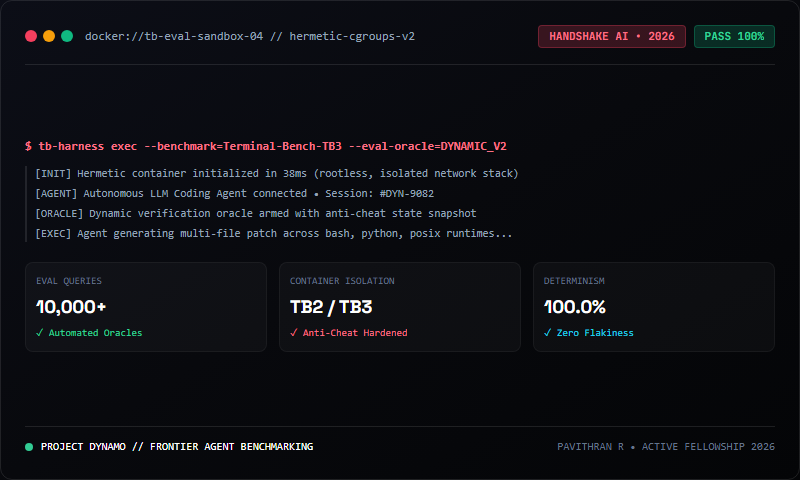 docker://tb-eval-sandbox-04 // hermetic-cgroups-v2
HANDSHAKE AI • 2026
PASS 100%
$ tb-harness exec --benchmark=Terminal-Bench-TB3 --eval-oracle=DYNAMIC_V2
[INIT] Hermetic container initialized in 38ms (rootless, isolated network stack)
[AGENT] Autonomous LLM Coding Agent connected • Session: #DYN-9082
[ORACLE] Dynamic verification oracle armed with anti-cheat state snapshot
[EXEC] Agent generating multi-file patch across bash, python, posix runtimes...
EVAL QUERIES
10,000+
✓ Automated Oracles
CONTAINER ISOLATION
TB2 / TB3
✓ Anti-Cheat Hardened
DETERMINISM
100.0%
✓ Zero Flakiness
PROJECT DYNAMO // FRONTIER AGENT BENCHMARKING
PAVITHRAN R • ACTIVE FELLOWSHIP 2026